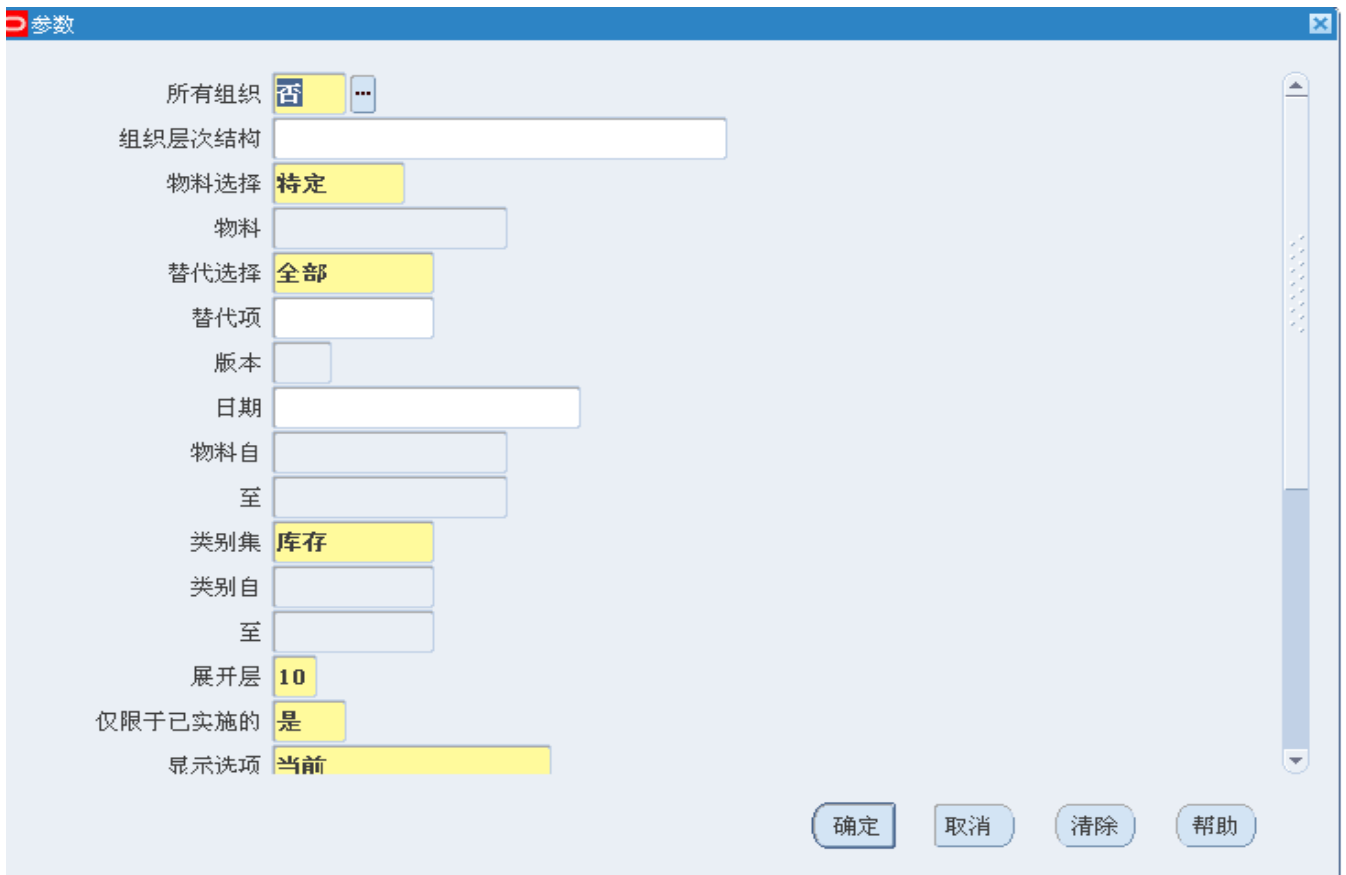 参数
所有组织 否 ...
组织层次结构
物料选择 特定
物料
替代选择 全部
替代项
版本
日期
物料自
至
类别集 库存
类别自
至
展开层 10
仅限于已实施的 是
显示选项 当前
确定 取消 清除 帮助